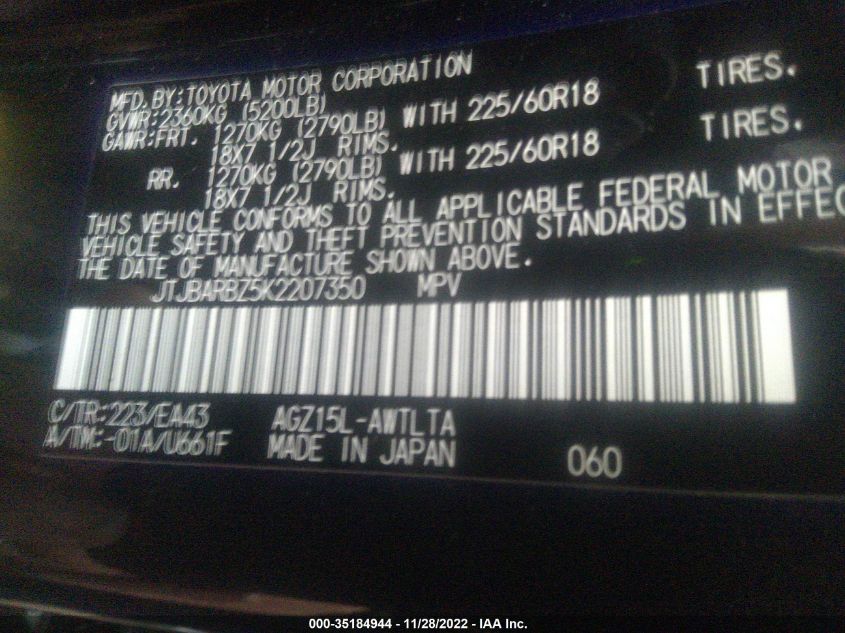 MFD.BY:TOYOTA MOTOR CORPORATION
GVWR:2360KG (5200LB)
GAWR:FRT. 1270KG (2790LB) WITH 225/60R18 TIRES.
18X7 1/2J RIMS.
RR. 1270KG (2790LB) WITH 225/60R18 TIRES.
18X7 1/2J RIMS.
THIS VEHICLE CONFORMS TO ALL APPLICABLE FEDERAL MOTOR
VEHICLE SAFETY AND THEFT PREVENTION STANDARDS IN EFFEC
THE DATE OF MANUFACTURE SHOWN ABOVE.
JTJBARBZ5K2207350 MPV
C/TR:223/EA43 AGZ15L-AWTLTA
A/TM:-01A/U661F MADE IN JAPAN 060
000-35184944 - 11/28/2022 - IAA Inc.